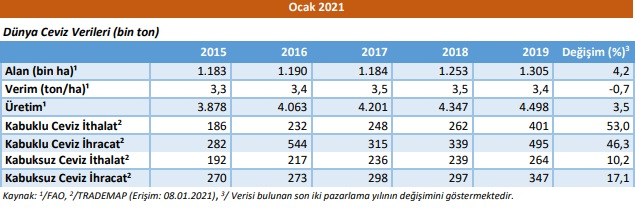 Ocak 2021
Dünya Ceviz Verileri (bin ton)
2015 2016 2017 2018 2019 Değişim (%)³
Alan (bin ha)¹ 1.183 1.190 1.184 1.253 1.305 4,2
Verim (ton/ha)¹ 3,3 3,4 3,5 3,5 3,4 -0,7
Üretim¹ 3.878 4.063 4.201 4.347 4.498 3,5
Kabuklu Ceviz İthalat² 186 232 248 262 401 53,0
Kabuklu Ceviz İhracat² 282 544 315 339 495 46,3
Kabuksuz Ceviz İthalat² 192 217 236 239 264 10,2
Kabuksuz Ceviz İhracat² 270 273 298 297 347 17,1
Kaynak: ¹/FAO, ²/TRADEMAP (Erişim: 08.01.2021), ³/ Verisi bulunan son iki pazarlama yılının değişimini göstermektedir.